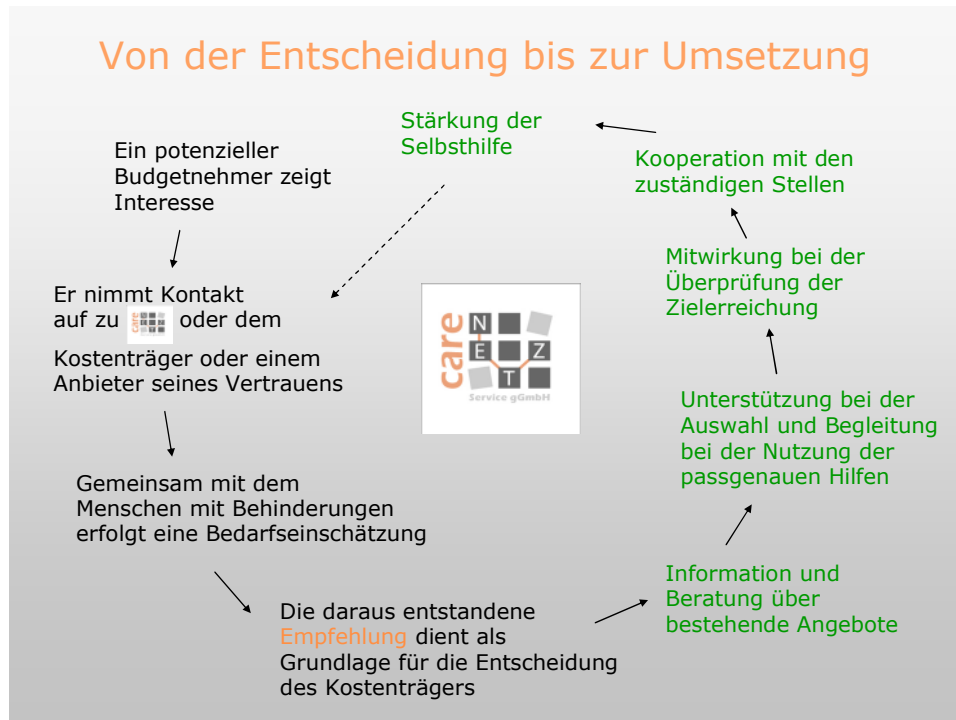 Von der Entscheidung bis zur Umsetzung
Ein potenzieller
Budgetnehmer zeigt
Interesse
Er nimmt Kontakt
auf zu care oder dem
Kostenträger oder einem
Anbieter seines Vertrauens
Gemeinsam mit dem
Menschen mit Behinderungen
erfolgt eine Bedarfseinschätzung
Die daraus entstandene
Empfehlung dient als
Grundlage für die Entscheidung
des Kostenträgers
Information und
Beratung über
bestehende Angebote
Unterstützung bei der
Auswahl und Begleitung
bei der Nutzung der
passgenauen Hilfen
Mitwirkung bei der
Überprüfung der
Zielerreichung
Kooperation mit den
zuständigen Stellen
Stärkung der
Selbsthilfe
care
N
E Z
T
Service gGmbH